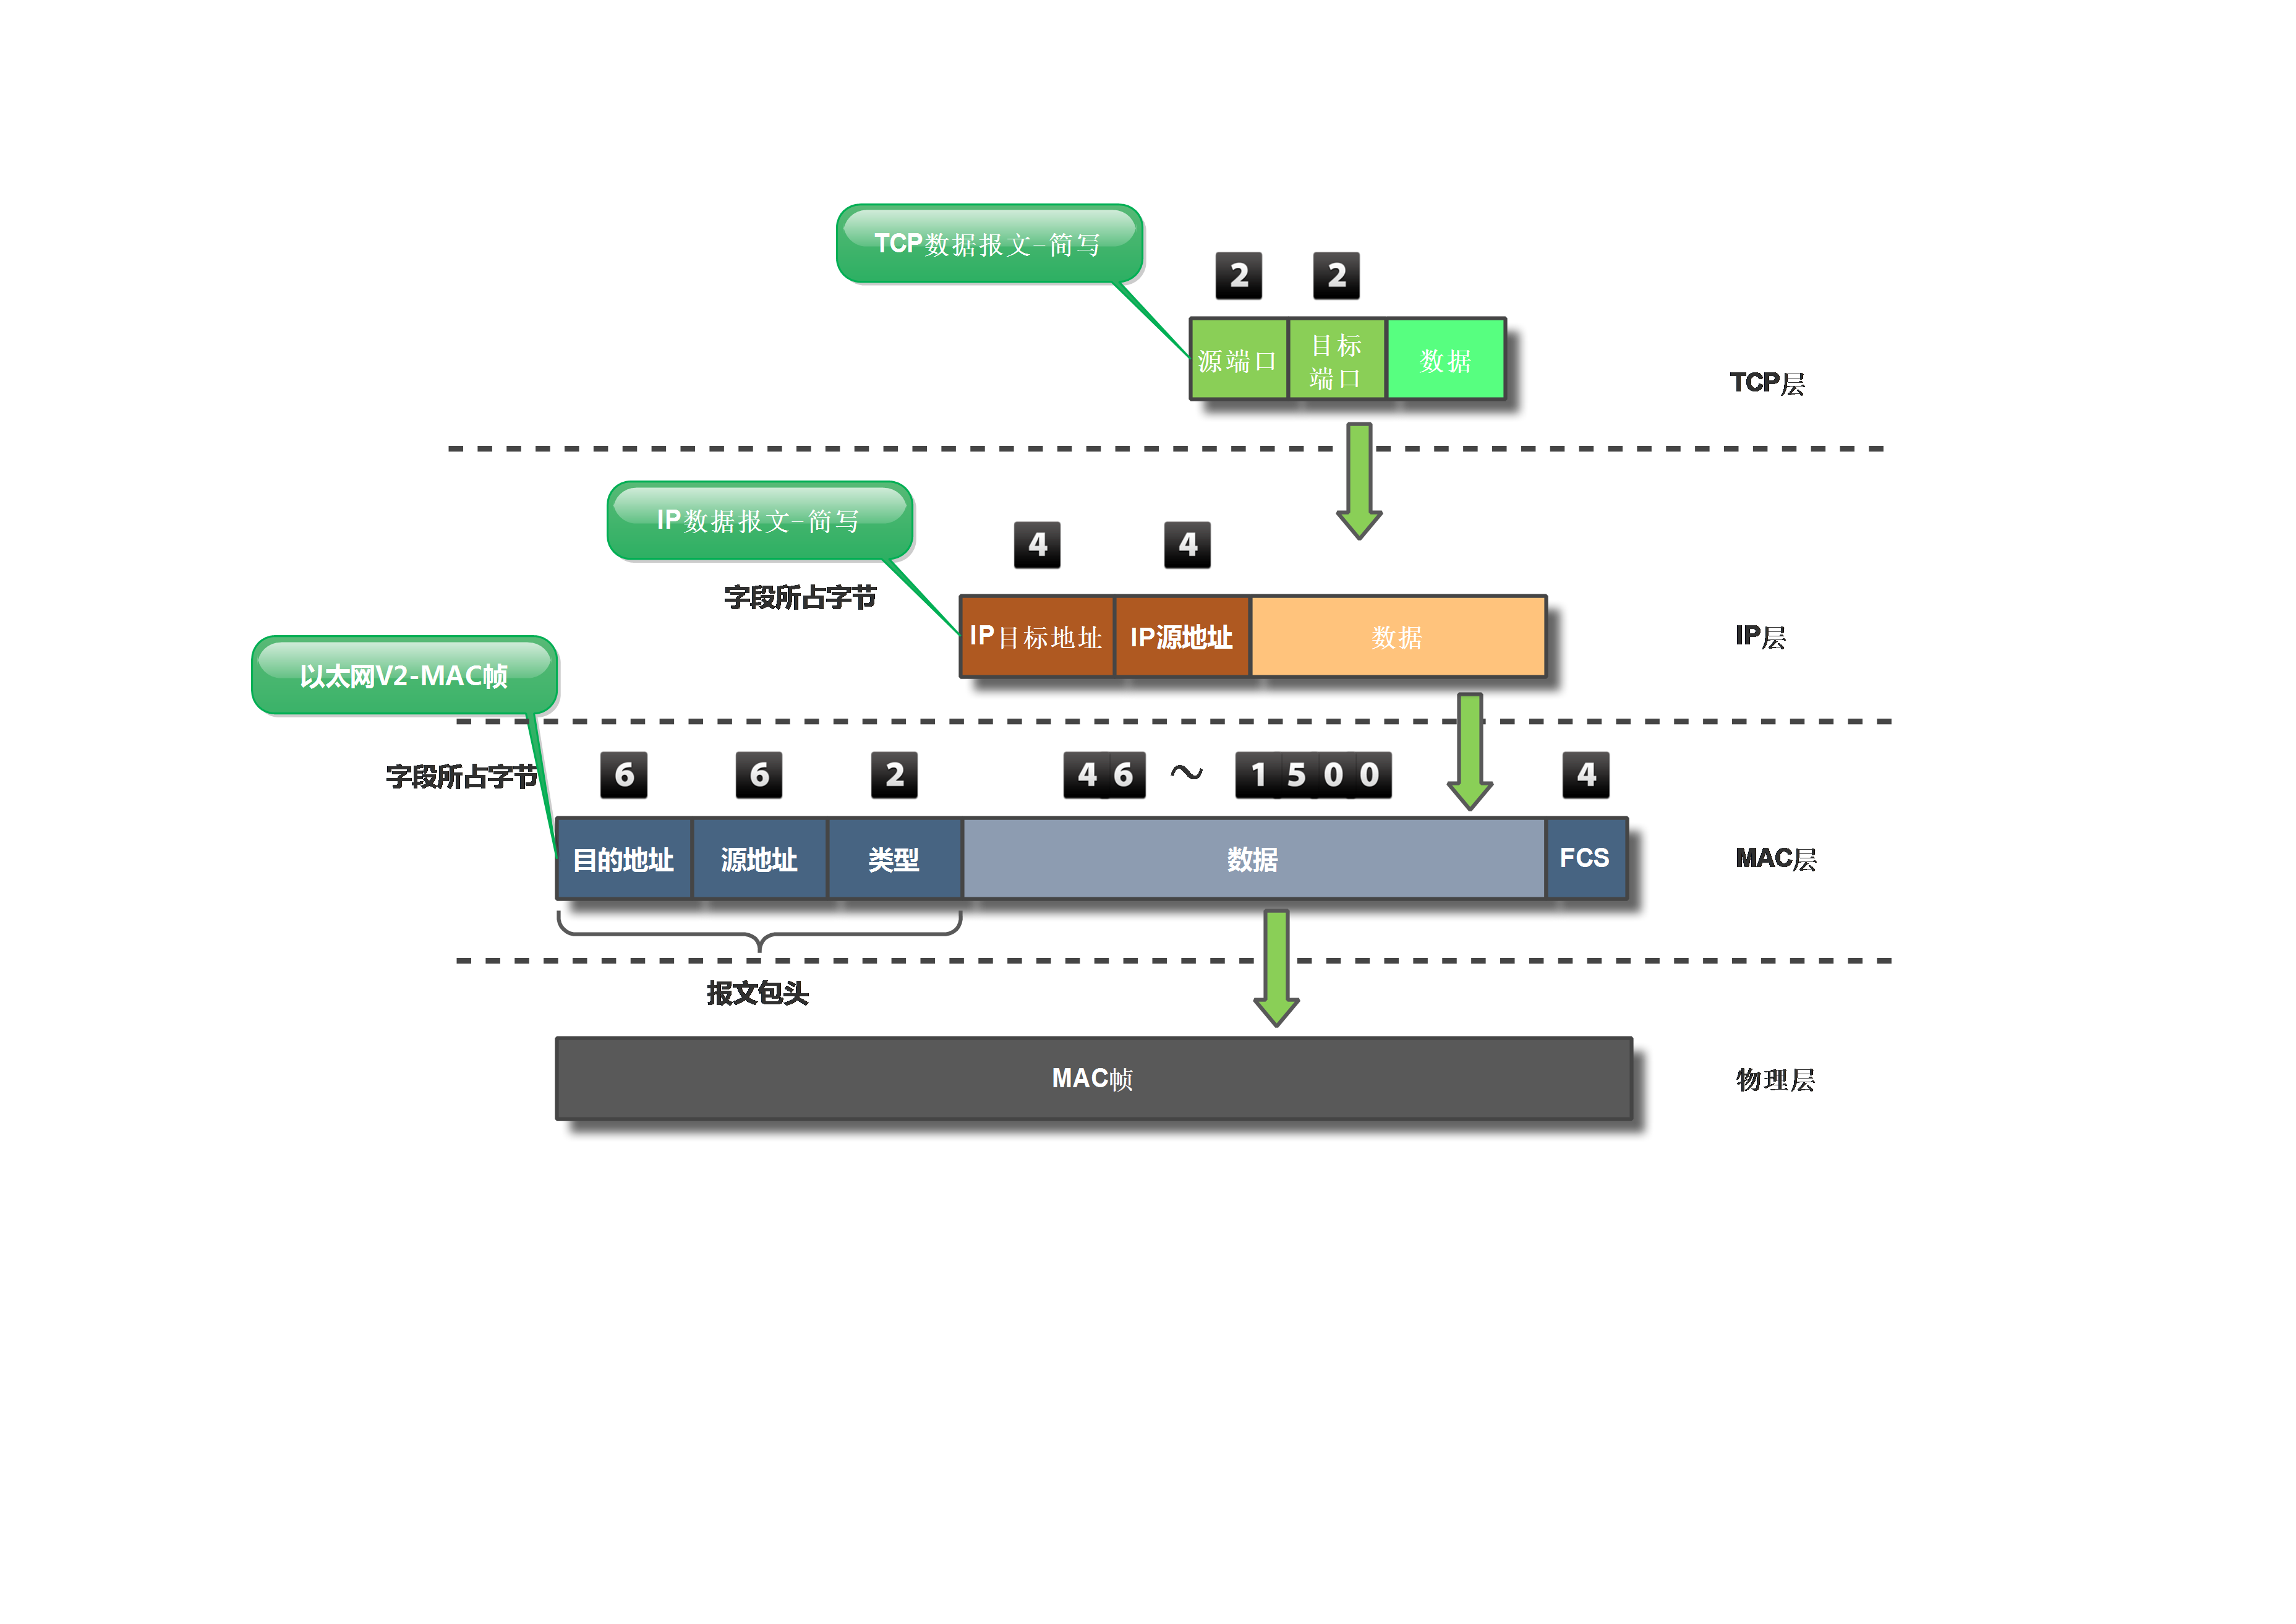 TCP数据报文-简写
2 2
源端口
目标
端口
数据
TCP层
IP数据报文-简写
4 4
字段所占字节
IP目标地址 IP源地址 数据
IP层
以太网V2-MAC帧
字段所占字节
6 6 2 46 ～ 1500 4
目的地址 源地址 类型 数据 FCS
MAC层
报文包头
MAC帧
物理层